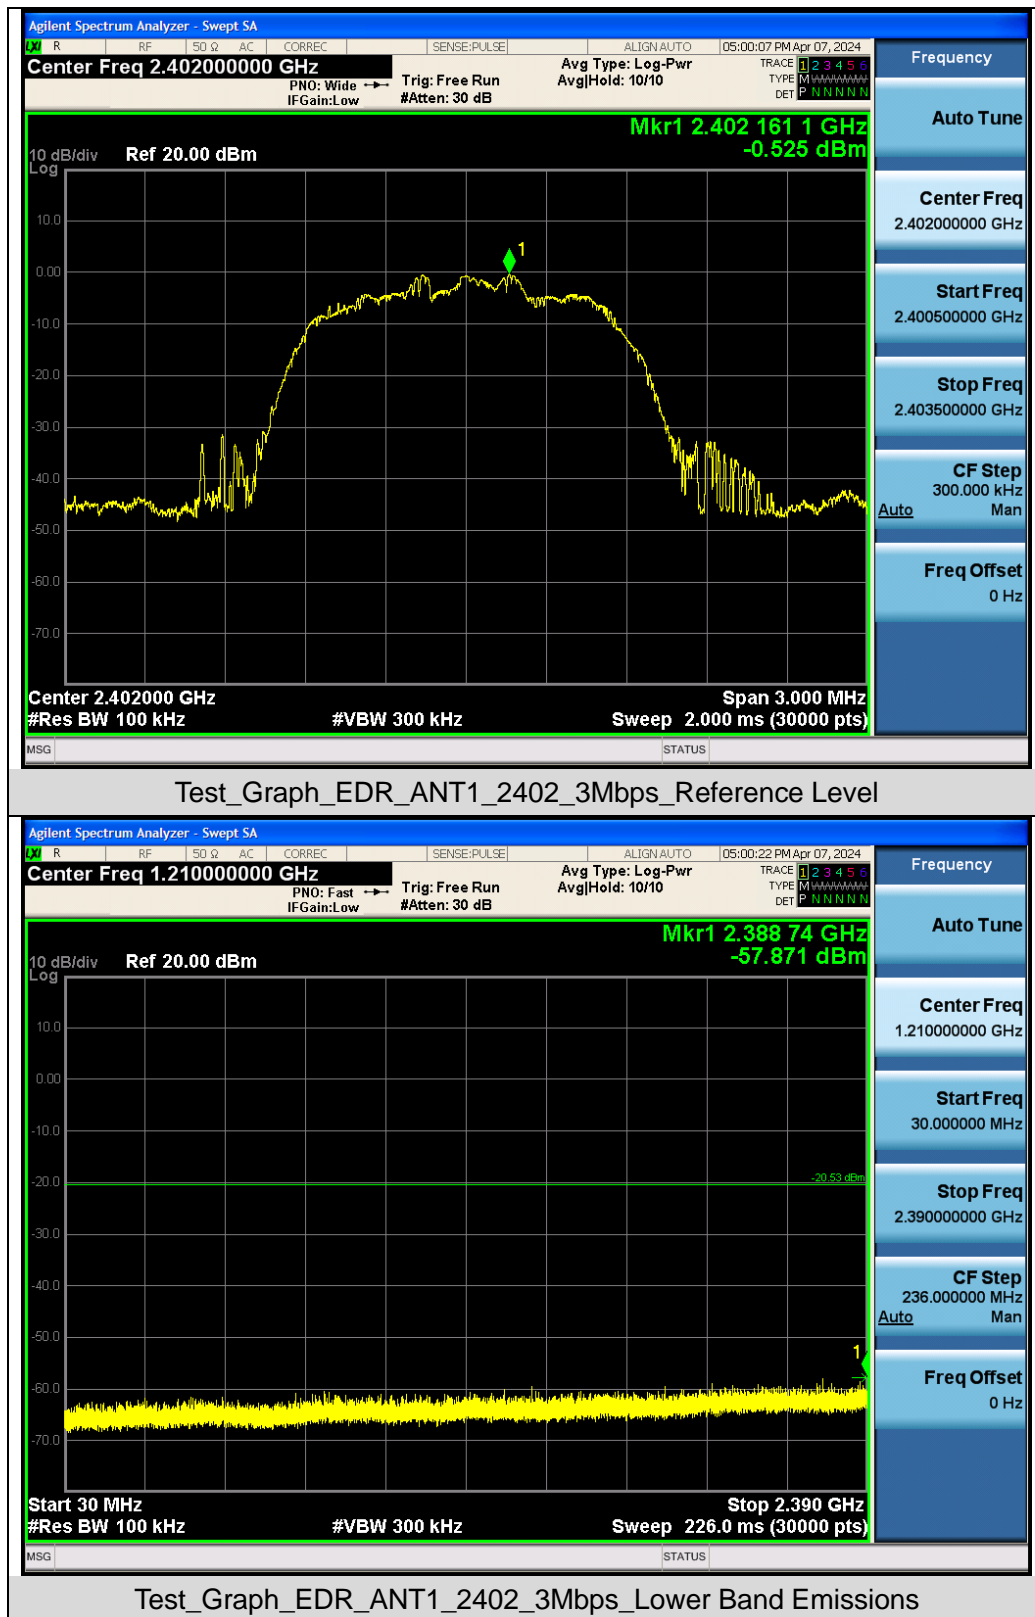 Agilent Spectrum Analyzer - Swept SA
LXI R RF 50 Ω AC CORREC SENSE:PULSE ALIGN AUTO 05:00:07 PM Apr 07, 2024
Center Freq 2.402000000 GHz
PNO: Wide
IFGain:Low
Trig: Free Run
#Atten: 30 dB
Avg Type: Log-Pwr
Avg|Hold: 10/10
TRACE 1 2 3 4 5 6
TYPE M
DET P N N N N N
Mkr1 2.402 161 1 GHz
-0.525 dBm
10 dB/div Ref 20.00 dBm
Log
10.0
0.00
-10.0
-20.0
-30.0
-40.0
-50.0
-60.0
-70.0
1
Center 2.402000 GHz Span 3.000 MHz
#Res BW 100 kHz #VBW 300 kHz Sweep 2.000 ms (30000 pts)
MSG STATUS
Frequency
Auto Tune
Center Freq
2.402000000 GHz
Start Freq
2.400500000 GHz
Stop Freq
2.403500000 GHz
CF Step
300.000 kHz
Auto Man
Freq Offset
0 Hz
Test_Graph_EDR_ANT1_2402_3Mbps_Reference Level
Agilent Spectrum Analyzer - Swept SA
LXI R RF 50 Ω AC CORREC SENSE:PULSE ALIGN AUTO 05:00:22 PM Apr 07, 2024
Center Freq 1.210000000 GHz
PNO: Fast
IFGain:Low
Trig: Free Run
#Atten: 30 dB
Avg Type: Log-Pwr
Avg|Hold: 10/10
TRACE 1 2 3 4 5 6
TYPE M
DET P N N N N N
Mkr1 2.388 74 GHz
-57.871 dBm
10 dB/div Ref 20.00 dBm
Log
10.0
0.00
-10.0
-20.0
-30.0
-40.0
-50.0
-60.0
-70.0
-20.53 dBm
1
Start 30 MHz Stop 2.390 GHz
#Res BW 100 kHz #VBW 300 kHz Sweep 226.0 ms (30000 pts)
MSG STATUS
Frequency
Auto Tune
Center Freq
1.210000000 GHz
Start Freq
30.000000 MHz
Stop Freq
2.390000000 GHz
CF Step
236.000000 MHz
Auto Man
Freq Offset
0 Hz
Test_Graph_EDR_ANT1_2402_3Mbps_Lower Band Emissions